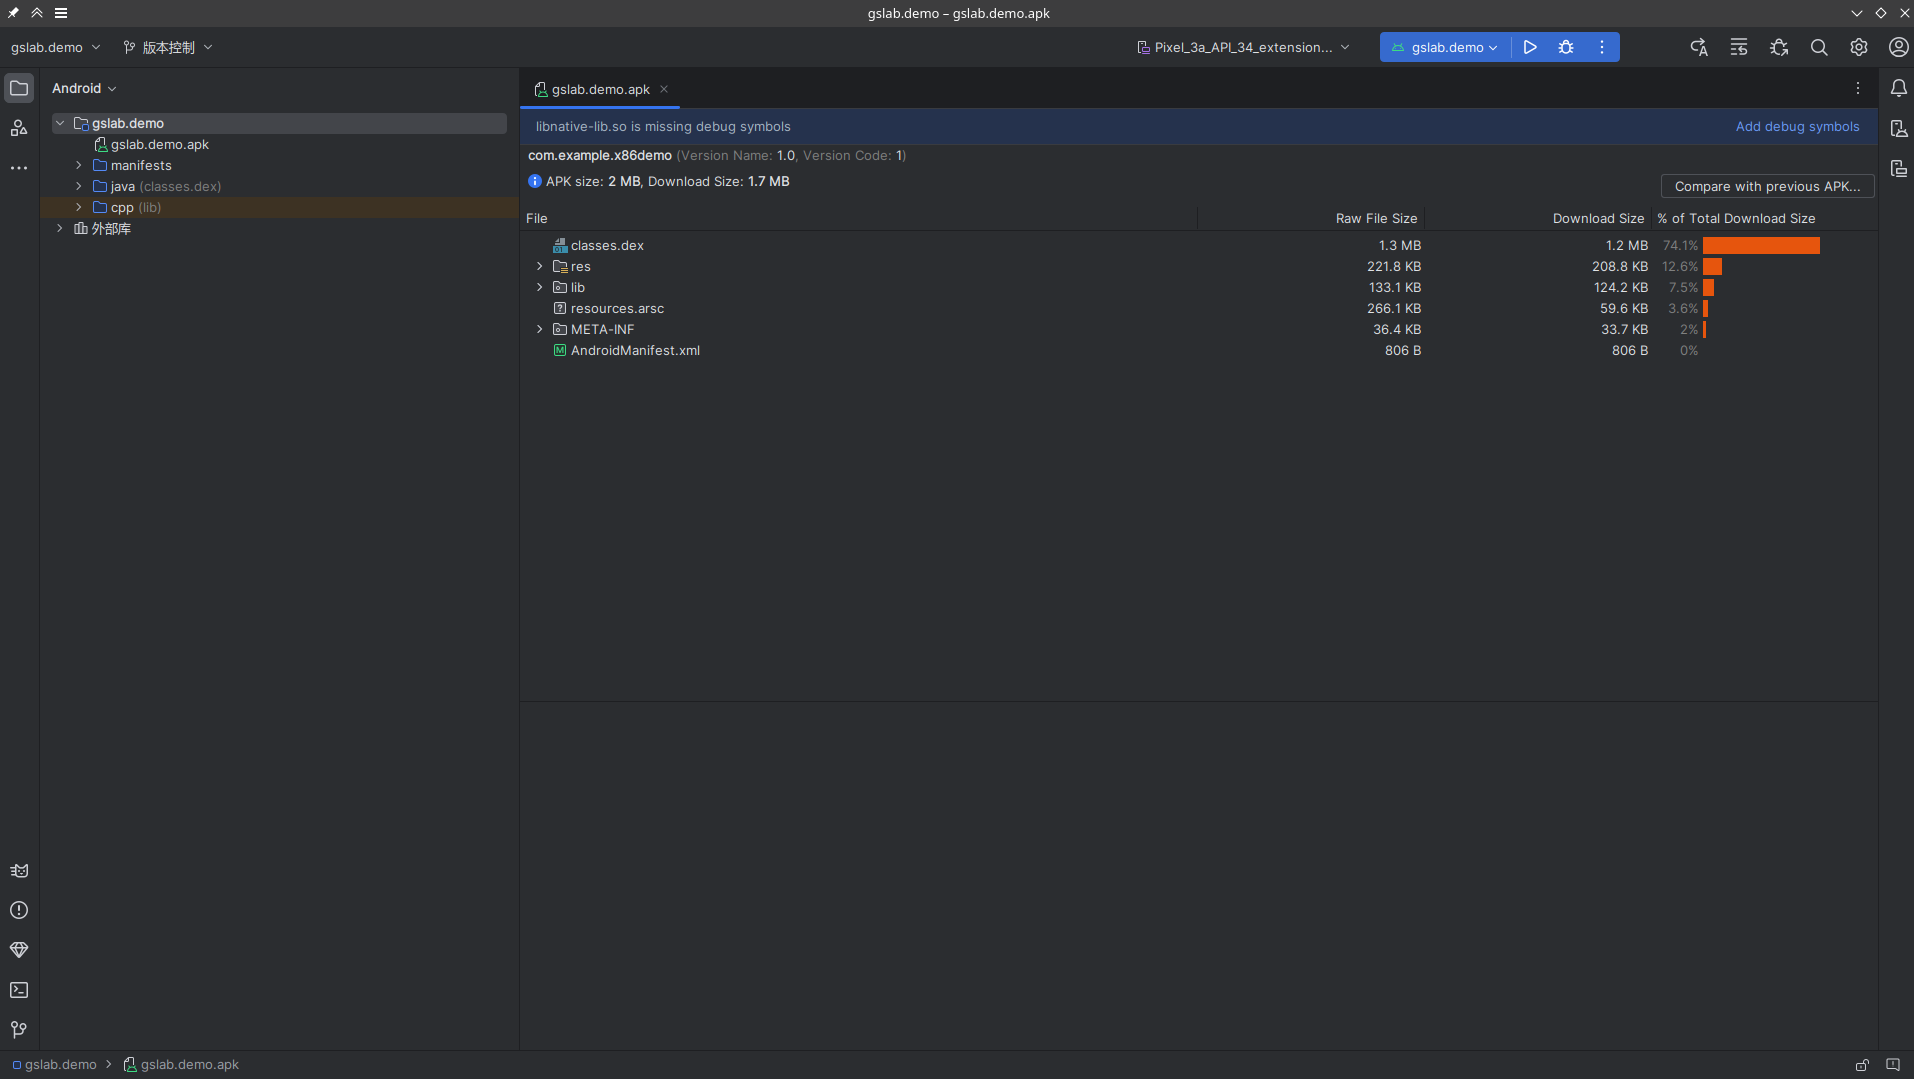 gslab.demo – gslab.demo.apk
gslab.demo 版本控制 Pixel_3a_API_34_extension... gslab.demo
Android
gslab.demo
gslab.demo.apk
manifests
java (classes.dex)
cpp (lib)
外部库
gslab.demo.apk
libnative-lib.so is missing debug symbols Add debug symbols
com.example.x86demo (Version Name: 1.0, Version Code: 1)
APK size: 2 MB, Download Size: 1.7 MB
Compare with previous APK...
File Raw File Size Download Size % of Total Download Size
classes.dex 1.3 MB 1.2 MB 74.1%
res 221.8 KB 208.8 KB 12.6%
lib 133.1 KB 124.2 KB 7.5%
resources.arsc 266.1 KB 59.6 KB 3.6%
META-INF 36.4 KB 33.7 KB 2%
AndroidManifest.xml 806 B 806 B 0%
gslab.demo gslab.demo.apk